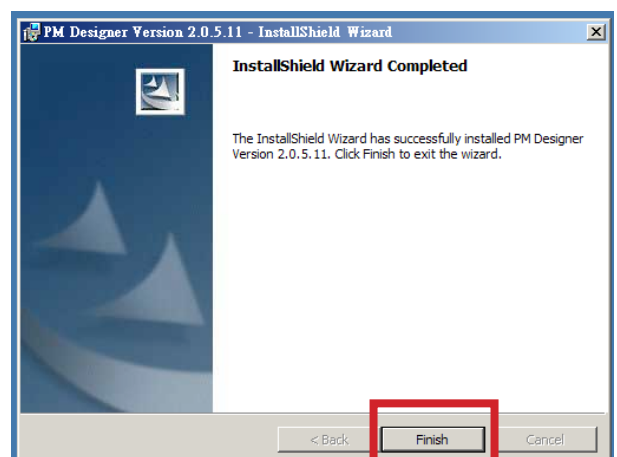 PM Designer Version 2.0.5.11 - InstallShield Wizard
InstallShield Wizard Completed
The InstallShield Wizard has successfully installed PM Designer
Version 2.0.5.11. Click Finish to exit the wizard.
< Back
Finish
Cancel